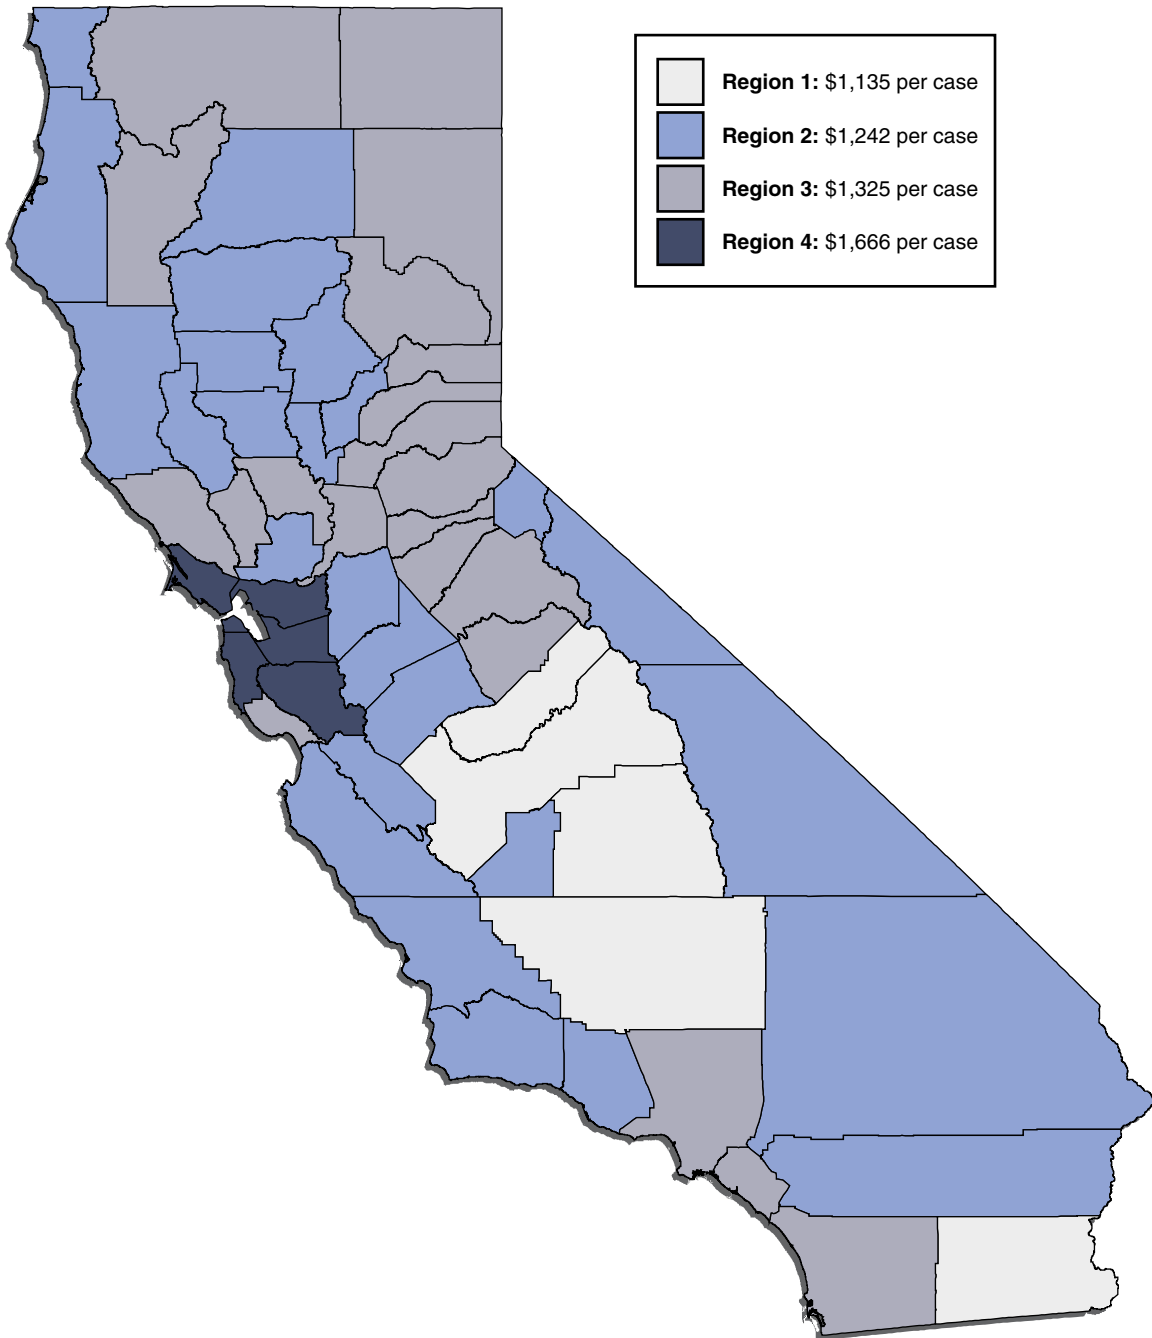 Region 1: $1,135 per case
Region 2: $1,242 per case
Region 3: $1,325 per case
Region 4: $1,666 per case